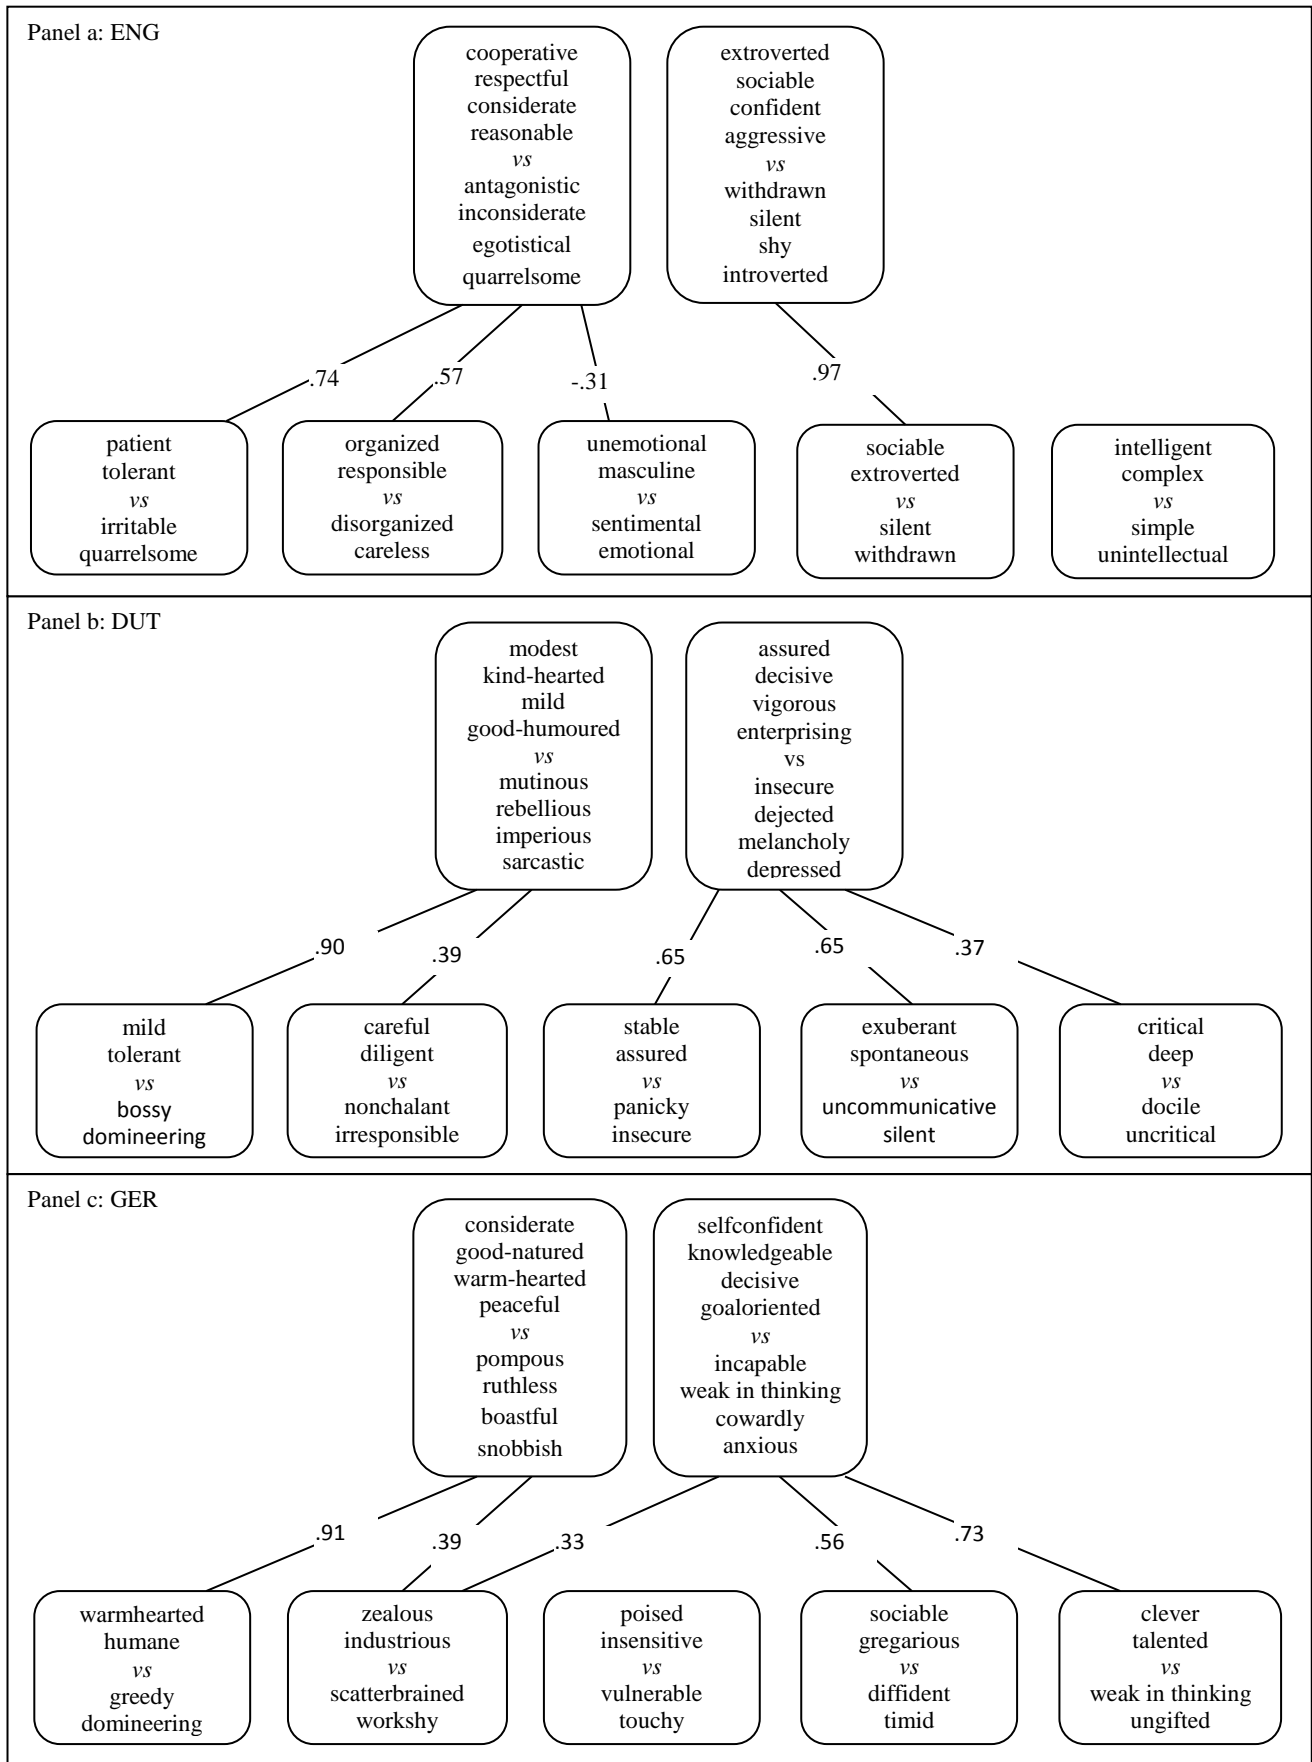 Panel a: ENG
cooperative
respectful
considerate
reasonable
vs
antagonistic
inconsiderate
egotistical
quarrelsome
extroverted
sociable
confident
aggressive
vs
withdrawn
silent
shy
introverted
.74
.57
-.31
.97
patient
tolerant
vs
irritable
quarrelsome
organized
responsible
vs
disorganized
careless
unemotional
masculine
vs
sentimental
emotional
sociable
extroverted
vs
silent
withdrawn
intelligent
complex
vs
simple
unintellectual
Panel b: DUT
modest
kind-hearted
mild
good-humoured
vs
mutinous
rebellious
imperious
sarcastic
assured
decisive
vigorous
enterprising
vs
insecure
dejected
melancholy
depressed
.90
.39
.65
.65
.37
mild
tolerant
vs
bossy
domineering
careful
diligent
vs
nonchalant
irresponsible
stable
assured
vs
panicky
insecure
exuberant
spontaneous
vs
uncommunicative
silent
critical
deep
vs
docile
uncritical
Panel c: GER
considerate
good-natured
warm-hearted
peaceful
vs
pompous
ruthless
boastful
snobbish
selfconfident
knowledgeable
decisive
goaloriented
vs
incapable
weak in thinking
cowardly
anxious
.91
.39
.33
.56
.73
warmhearted
humane
vs
greedy
domineering
zealous
industrious
vs
scatterbrained
workshy
poised
insensitive
vs
vulnerable
touchy
sociable
gregarious
vs
diffident
timid
clever
talented
vs
weak in thinking
ungifted